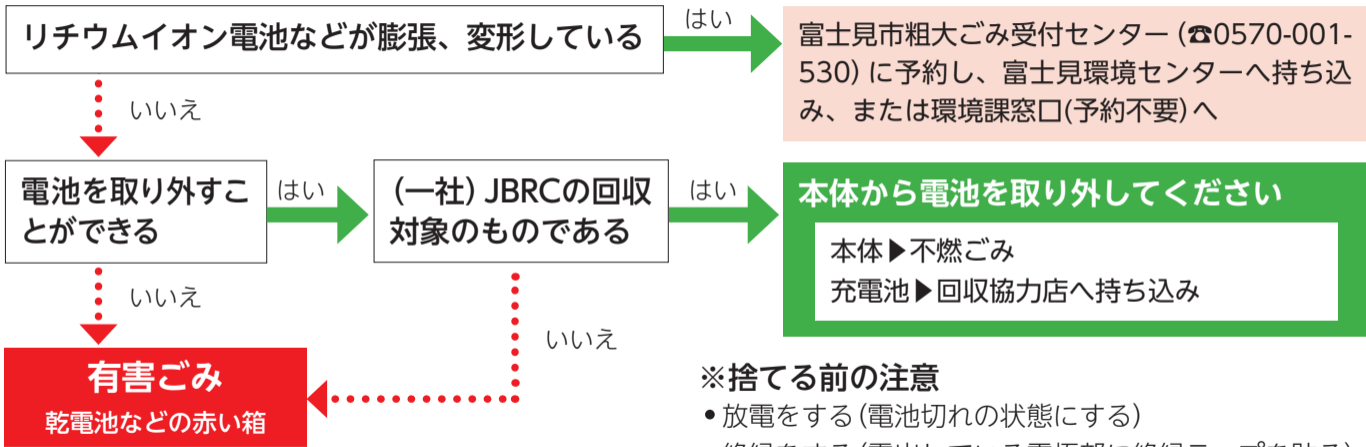 リチウムイオン電池などが膨張、変形している
はい
富士見市粗大ごみ受付センター(☎0570-001-
530)に予約し、富士見環境センターへ持ち込
み、または環境課窓口(予約不要)へ
いいえ
電池を取り外すこ
とができる
はい
(一社)JBRCの回収
対象のものである
はい
本体から電池を取り外してください
本体▶不燃ごみ
充電池▶回収協力店へ持ち込み
いいえ
いいえ
有害ごみ
乾電池などの赤い箱
※捨てる前の注意
•放電をする(電池切れの状態にする)